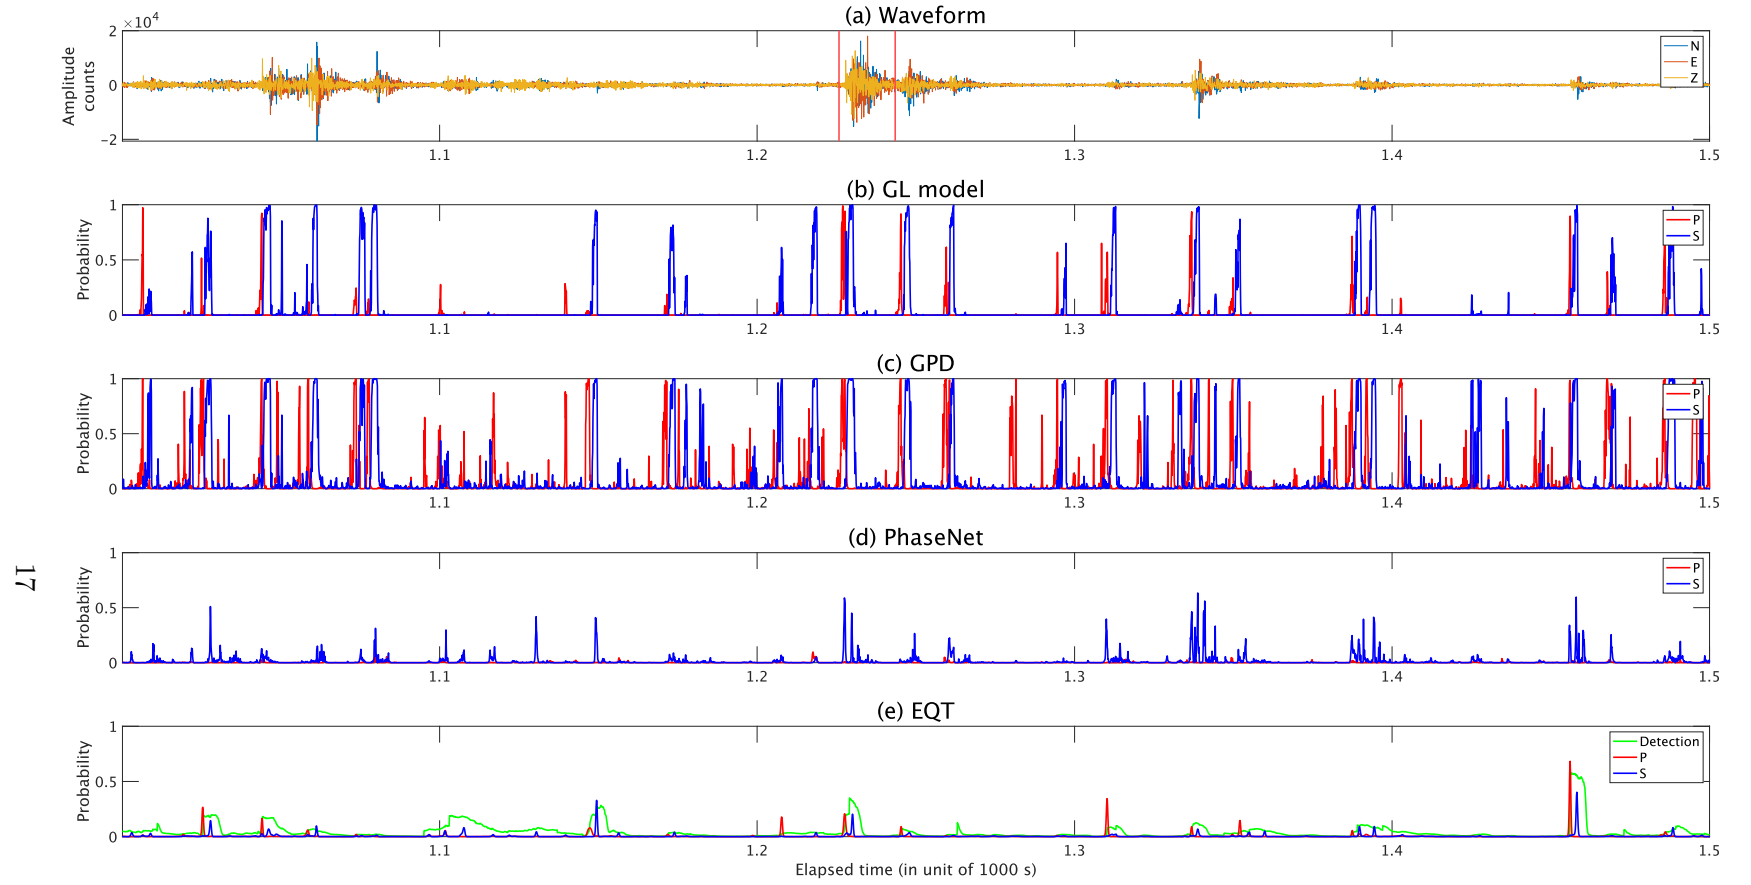 (a) Waveform
×10⁴
2
0
−2
Amplitude
counts
N
E
Z
1.1 1.2 1.3 1.4 1.5
(b) GL model
1
0.5
0
Probability
P
S
1.1 1.2 1.3 1.4 1.5
(c) GPD
1
0.5
0
Probability
P
S
1.1 1.2 1.3 1.4 1.5
(d) PhaseNet
1
0.5
0
Probability
P
S
1.1 1.2 1.3 1.4 1.5
17
(e) EQT
1
0.5
0
Probability
Detection
P
S
1.1 1.2 1.3 1.4 1.5
Elapsed time (in unit of 1000 s)